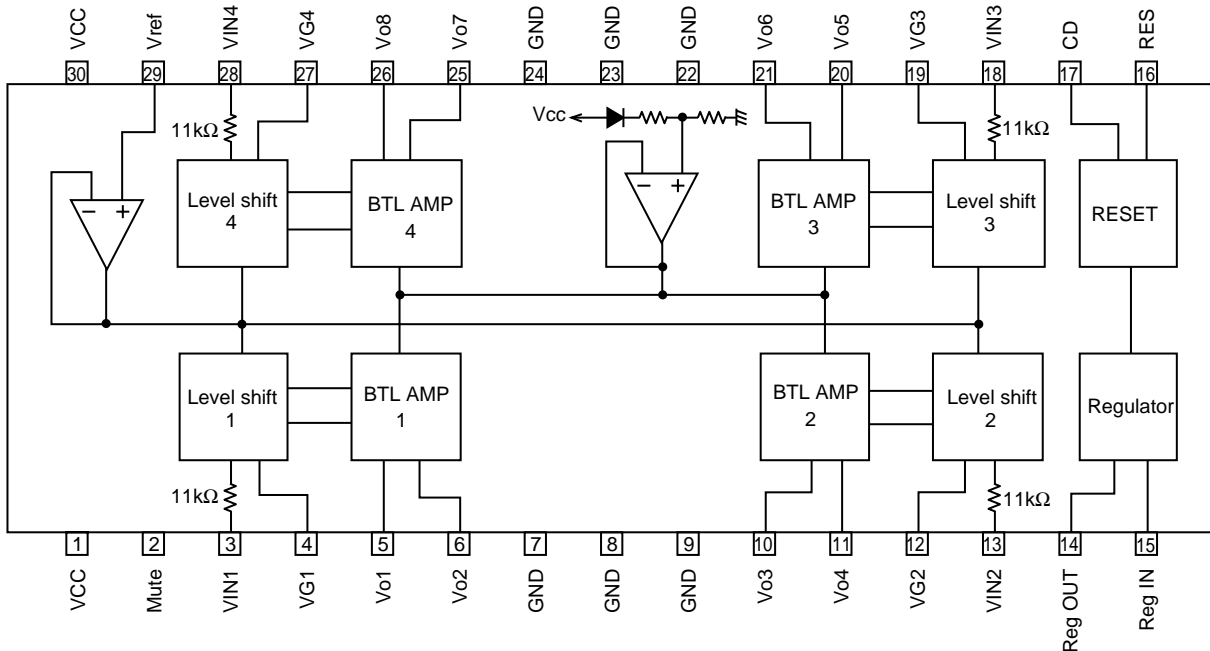 VCC Vref VIN4 VG4 Vo8 Vo7 GND GND GND Vo6 Vo5 VG3 VIN3 CD RES
30 29 28 27 26 25 24 23 22 21 20 19 18 17 16
Vcc
11kΩ 11kΩ
− +
Level shift
4
BTL AMP
4
− +
BTL AMP
3
Level shift
3
RESET
Level shift
1
BTL AMP
1
BTL AMP
2
Level shift
2
Regulator
11kΩ 11kΩ
1 2 3 4 5 6 7 8 9 10 11 12 13 14 15
VCC Mute VIN1 VG1 Vo1 Vo2 GND GND GND Vo3 Vo4 VG2 VIN2 Reg OUT Reg IN